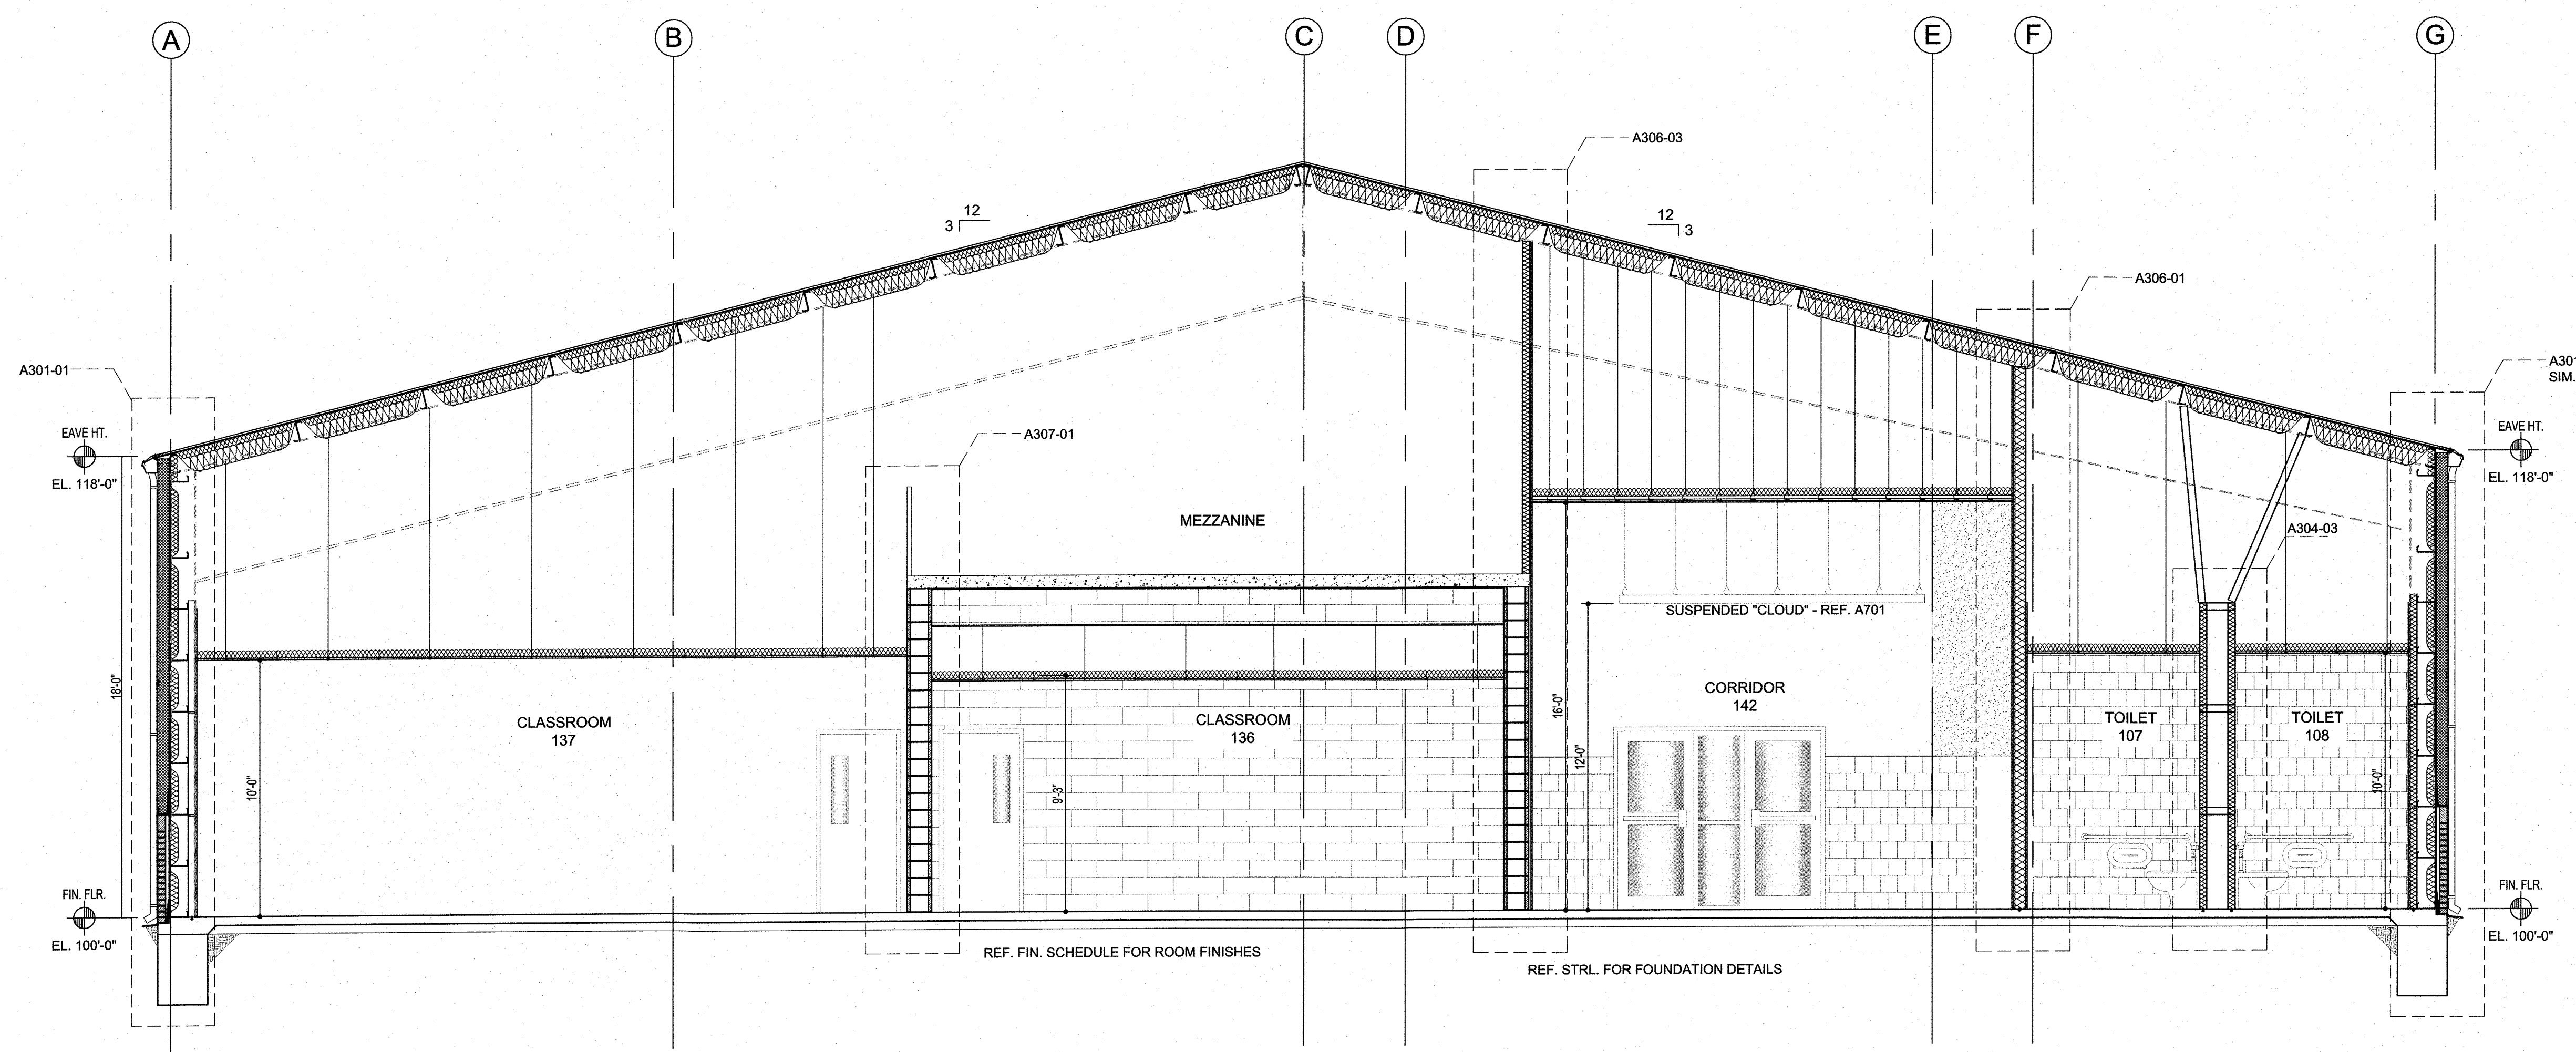 A
B
C
D
E
F
G
A306-03
12
3
12
3
A306-01
A301-01
SIM.
A307-01
EAVE HT.
EL. 118'-0"
EAVE HT.
EL. 118'-0"
MEZZANINE
A304-03
SUSPENDED "CLOUD" - REF. A701
18'-0"
CLASSROOM
137
CLASSROOM
136
CORRIDOR
142
TOILET
107
TOILET
108
10'-0"
9'-3"
16'-0"
12'-0"
10'-0"
FIN. FLR.
EL. 100'-0"
FIN. FLR.
EL. 100'-0"
REF. FIN. SCHEDULE FOR ROOM FINISHES
REF. STRL. FOR FOUNDATION DETAILS